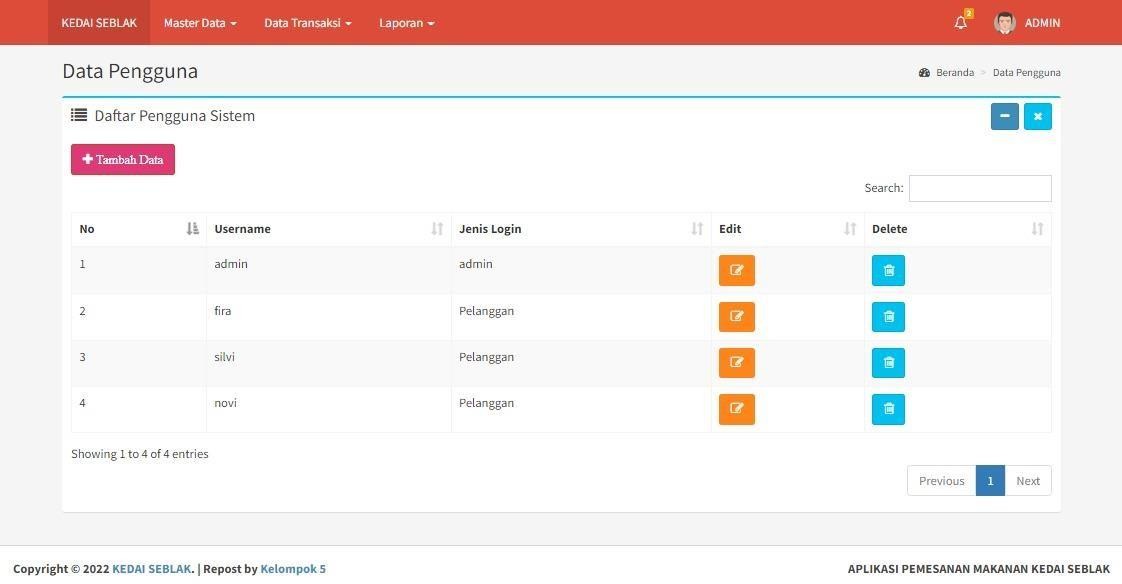 KEDAI SEBLAK Master Data Data Transaksi Laporan 2 ADMIN
Data Pengguna Beranda > Data Pengguna
Daftar Pengguna Sistem
Tambah Data
Search:
No Username Jenis Login Edit Delete
1 admin admin
2 fira Pelanggan
3 silvi Pelanggan
4 novi Pelanggan
Showing 1 to 4 of 4 entries
Previous 1 Next
Copyright © 2022 KEDAI SEBLAK. | Repost by Kelompok 5 APLIKASI PEMESANAN MAKANAN KEDAI SEBLAK